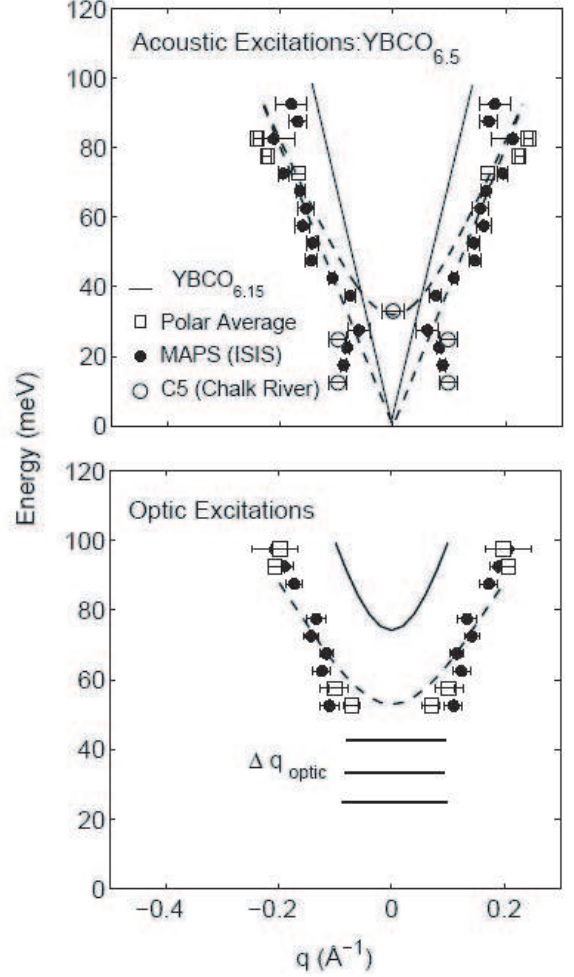 120
100
80
60
40
20
0
Acoustic Excitations:YBCO6.5
YBCO6.15
Polar Average
MAPS (ISIS)
C5 (Chalk River)
Energy (meV)
120
100
80
60
40
20
0
Optic Excitations
Δ q optic
−0.4 −0.2 0 0.2
q (Å−1)